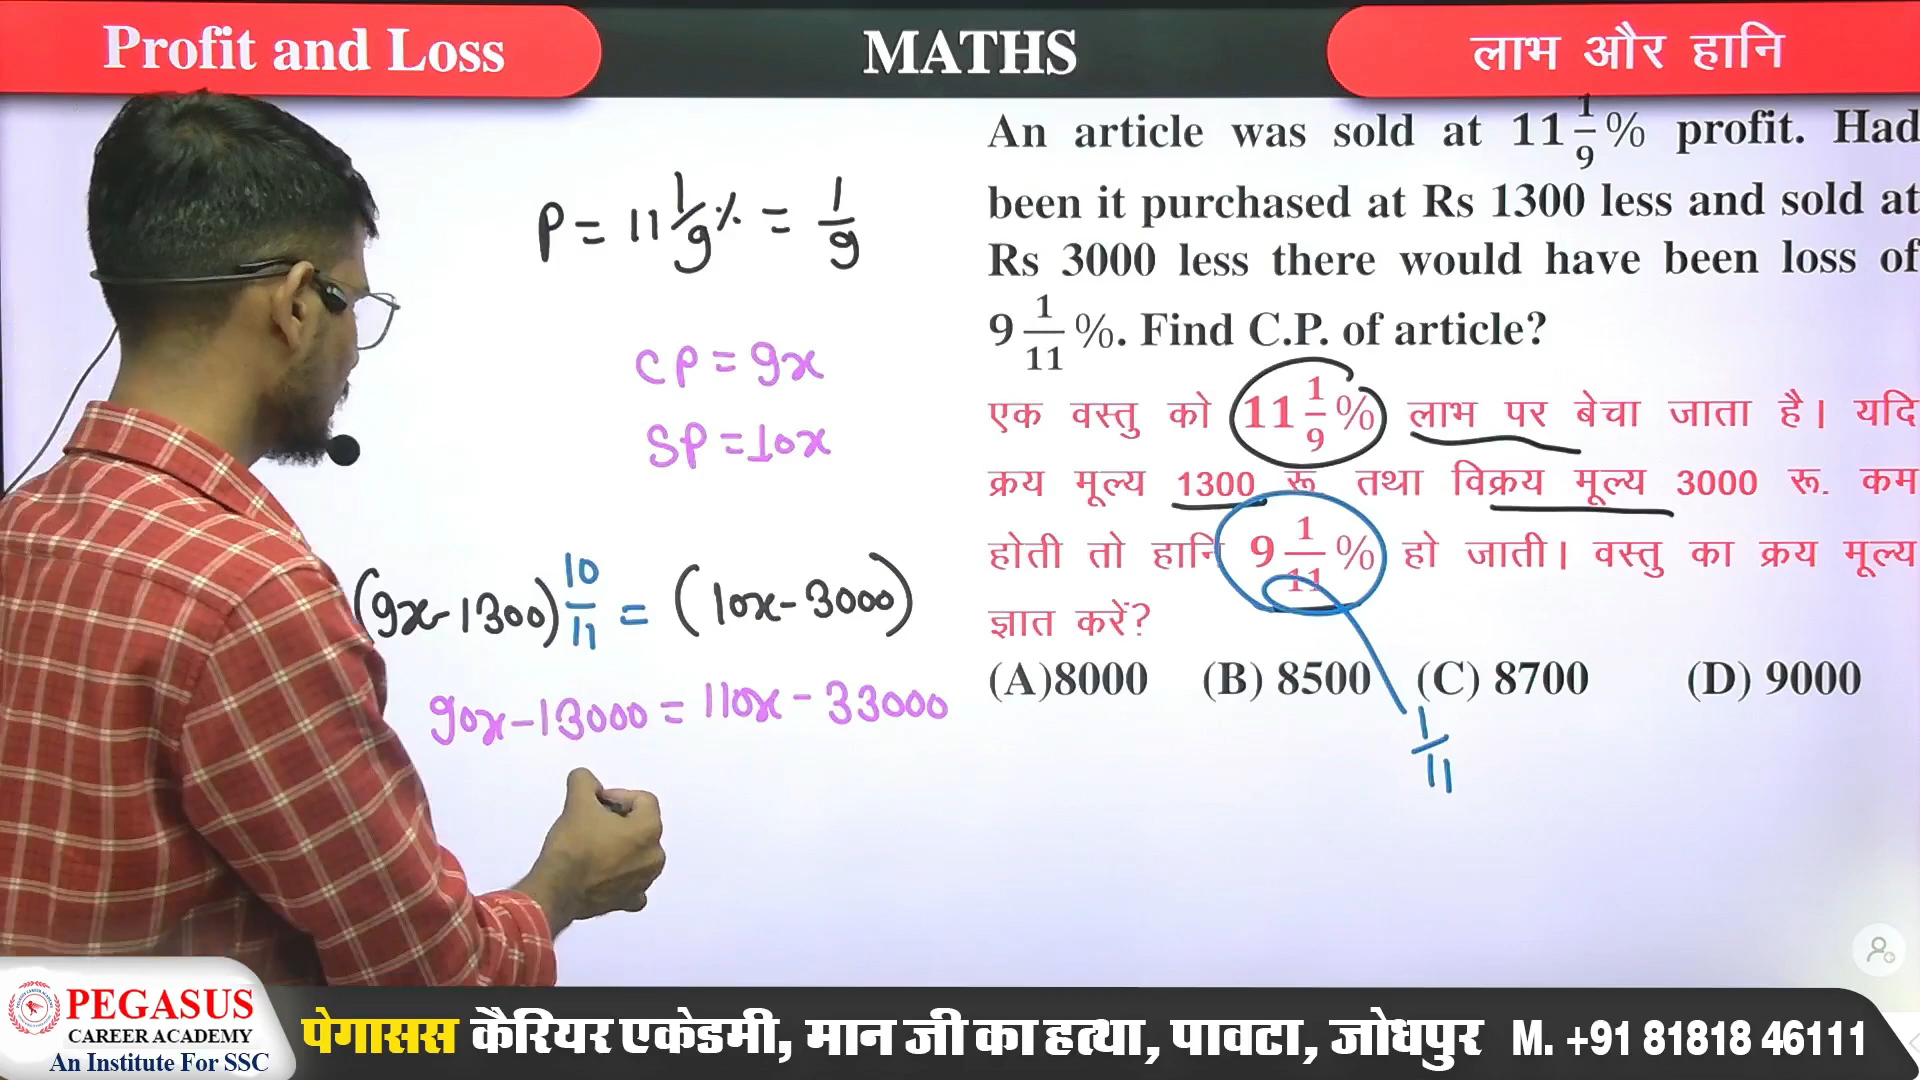 Profit and Loss
MATHS
लाभ और हानि
An article was sold at 11 1/9 % profit. Had
been it purchased at Rs 1300 less and sold at
Rs 3000 less there would have been loss of
9 1/11 %. Find C.P. of article?
एक वस्तु को 11 1/9 % लाभ पर बेचा जाता है। यदि
क्रय मूल्य 1300 रू. तथा विक्रय मूल्य 3000 रू. कम
होती तो हानि 9 1/11 % हो जाती। वस्तु का क्रय मूल्य
ज्ञात करें?
(A)8000 (B) 8500 (C) 8700 (D) 9000
1/11
P = 11 1/9 % = 1/9
CP = 9x
SP = 10x
(9x-1300) 10/11 = (10x-3000)
90x-13000 = 110x-33000
PEGASUS
CAREER ACADEMY
An Institute For SSC
पेगासस कैरियर एकेडमी, मान जी का हत्था, पावटा, जोधपुर M. +91 81818 46111